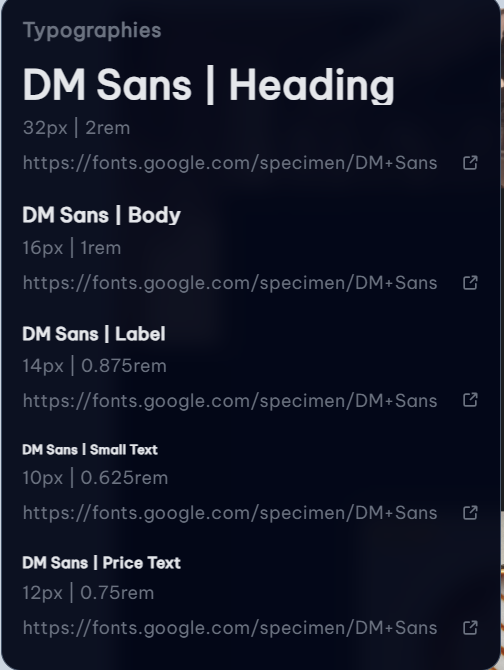 Typographies
DM Sans | Heading
32px | 2rem
https://fonts.google.com/specimen/DM+Sans
DM Sans | Body
16px | 1rem
https://fonts.google.com/specimen/DM+Sans
DM Sans | Label
14px | 0.875rem
https://fonts.google.com/specimen/DM+Sans
DM Sans | Small Text
10px | 0.625rem
https://fonts.google.com/specimen/DM+Sans
DM Sans | Price Text
12px | 0.75rem
https://fonts.google.com/specimen/DM+Sans